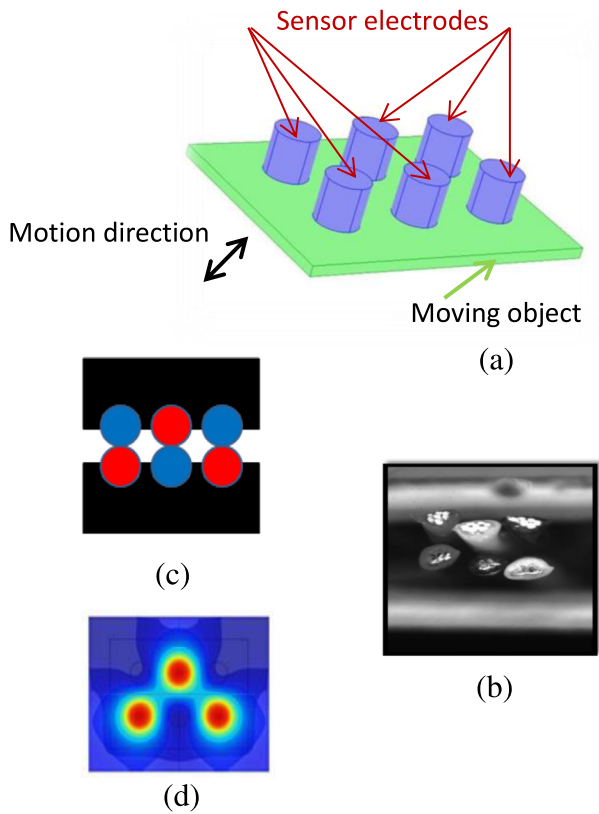 Sensor electrodes
Motion direction
Moving object
(a)
(c)
(b)
(d)